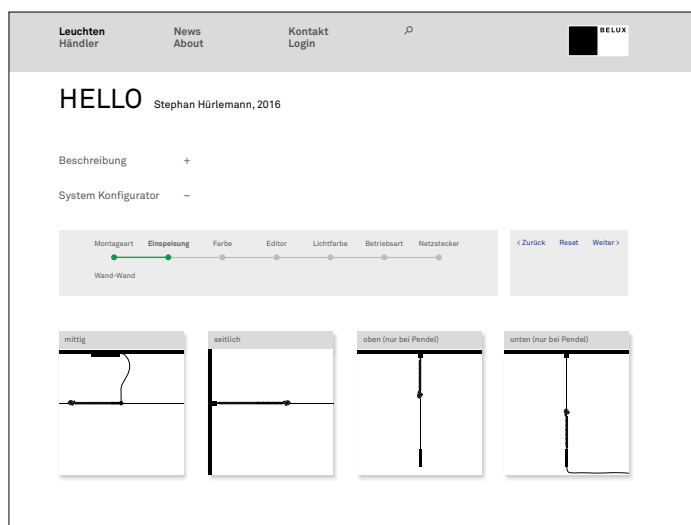 Leuchten News Kontakt
Händler About Login
BELUX
HELLO Stephan Hürlemann, 2016
Beschreibung +
System Konfigurator –
Montageart Einspeisung Farbe Editor Lichtfarbe Betriebsart Netzstecker
Wand-Wand
< Zurück Reset Weiter >
mittig
seitlich
oben (nur bei Pendel)
unten (nur bei Pendel)